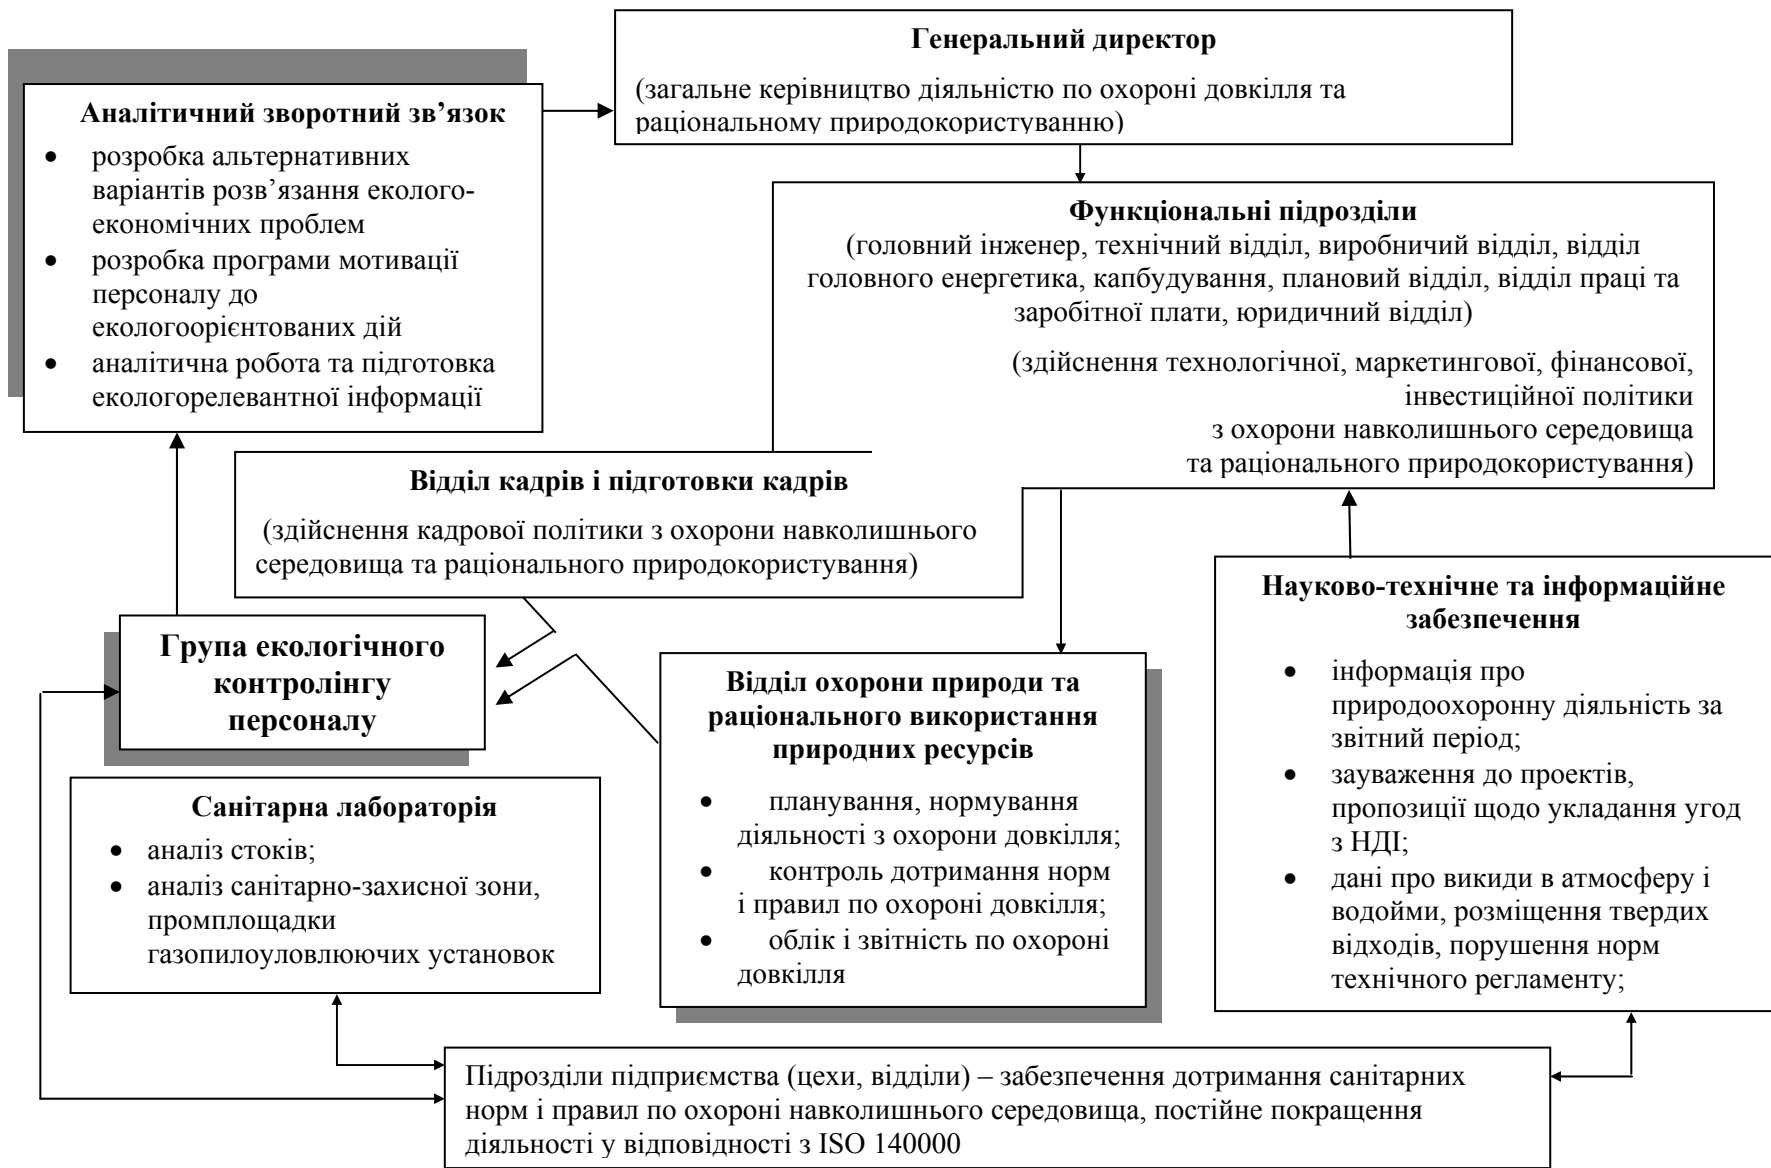 Генеральний директор
(загальне керівництво діяльністю по охороні довкілля та
раціональному природокористуванню)
Аналітичний зворотний зв’язок
• розробка альтернативних
варіантів розв’язання еколого-
економічних проблем
• розробка програми мотивації
персоналу до
екологоорієнтованих дій
• аналітична робота та підготовка
екологорелевантної інформації
Функціональні підрозділи
(головний інженер, технічний відділ, виробничий відділ, відділ
головного енергетика, капбудування, плановий відділ, відділ праці та
заробітної плати, юридичний відділ)
(здійснення технологічної, маркетингової, фінансової,
інвестиційної політики
з охорони навколишнього середовища
та раціонального природокористування)
Відділ кадрів і підготовки кадрів
(здійснення кадрової політики з охорони навколишнього
середовища та раціонального природокористування)
Група екологічного
контролінгу
персоналу
Відділ охорони природи та
раціонального використання
природних ресурсів
• планування, нормування
діяльності з охорони довкілля;
• контроль дотримання норм
і правил по охороні довкілля;
• облік і звітність по охороні
довкілля
Науково-технічне та інформаційне
забезпечення
• інформація про
природоохоронну діяльність за
звітний період;
• зауваження до проектів,
пропозиції щодо укладання угод
з НДІ;
• дані про викиди в атмосферу і
водойми, розміщення твердих
відходів, порушення норм
технічного регламенту;
Санітарна лабораторія
• аналіз стоків;
• аналіз санітарно-захисної зони,
промплощадки
газопилоуловлюючих установок
Підрозділи підприємства (цехи, відділи) – забезпечення дотримання санітарних
норм і правил по охороні навколишнього середовища, постійне покращення
діяльності у відповідності з ISO 140000